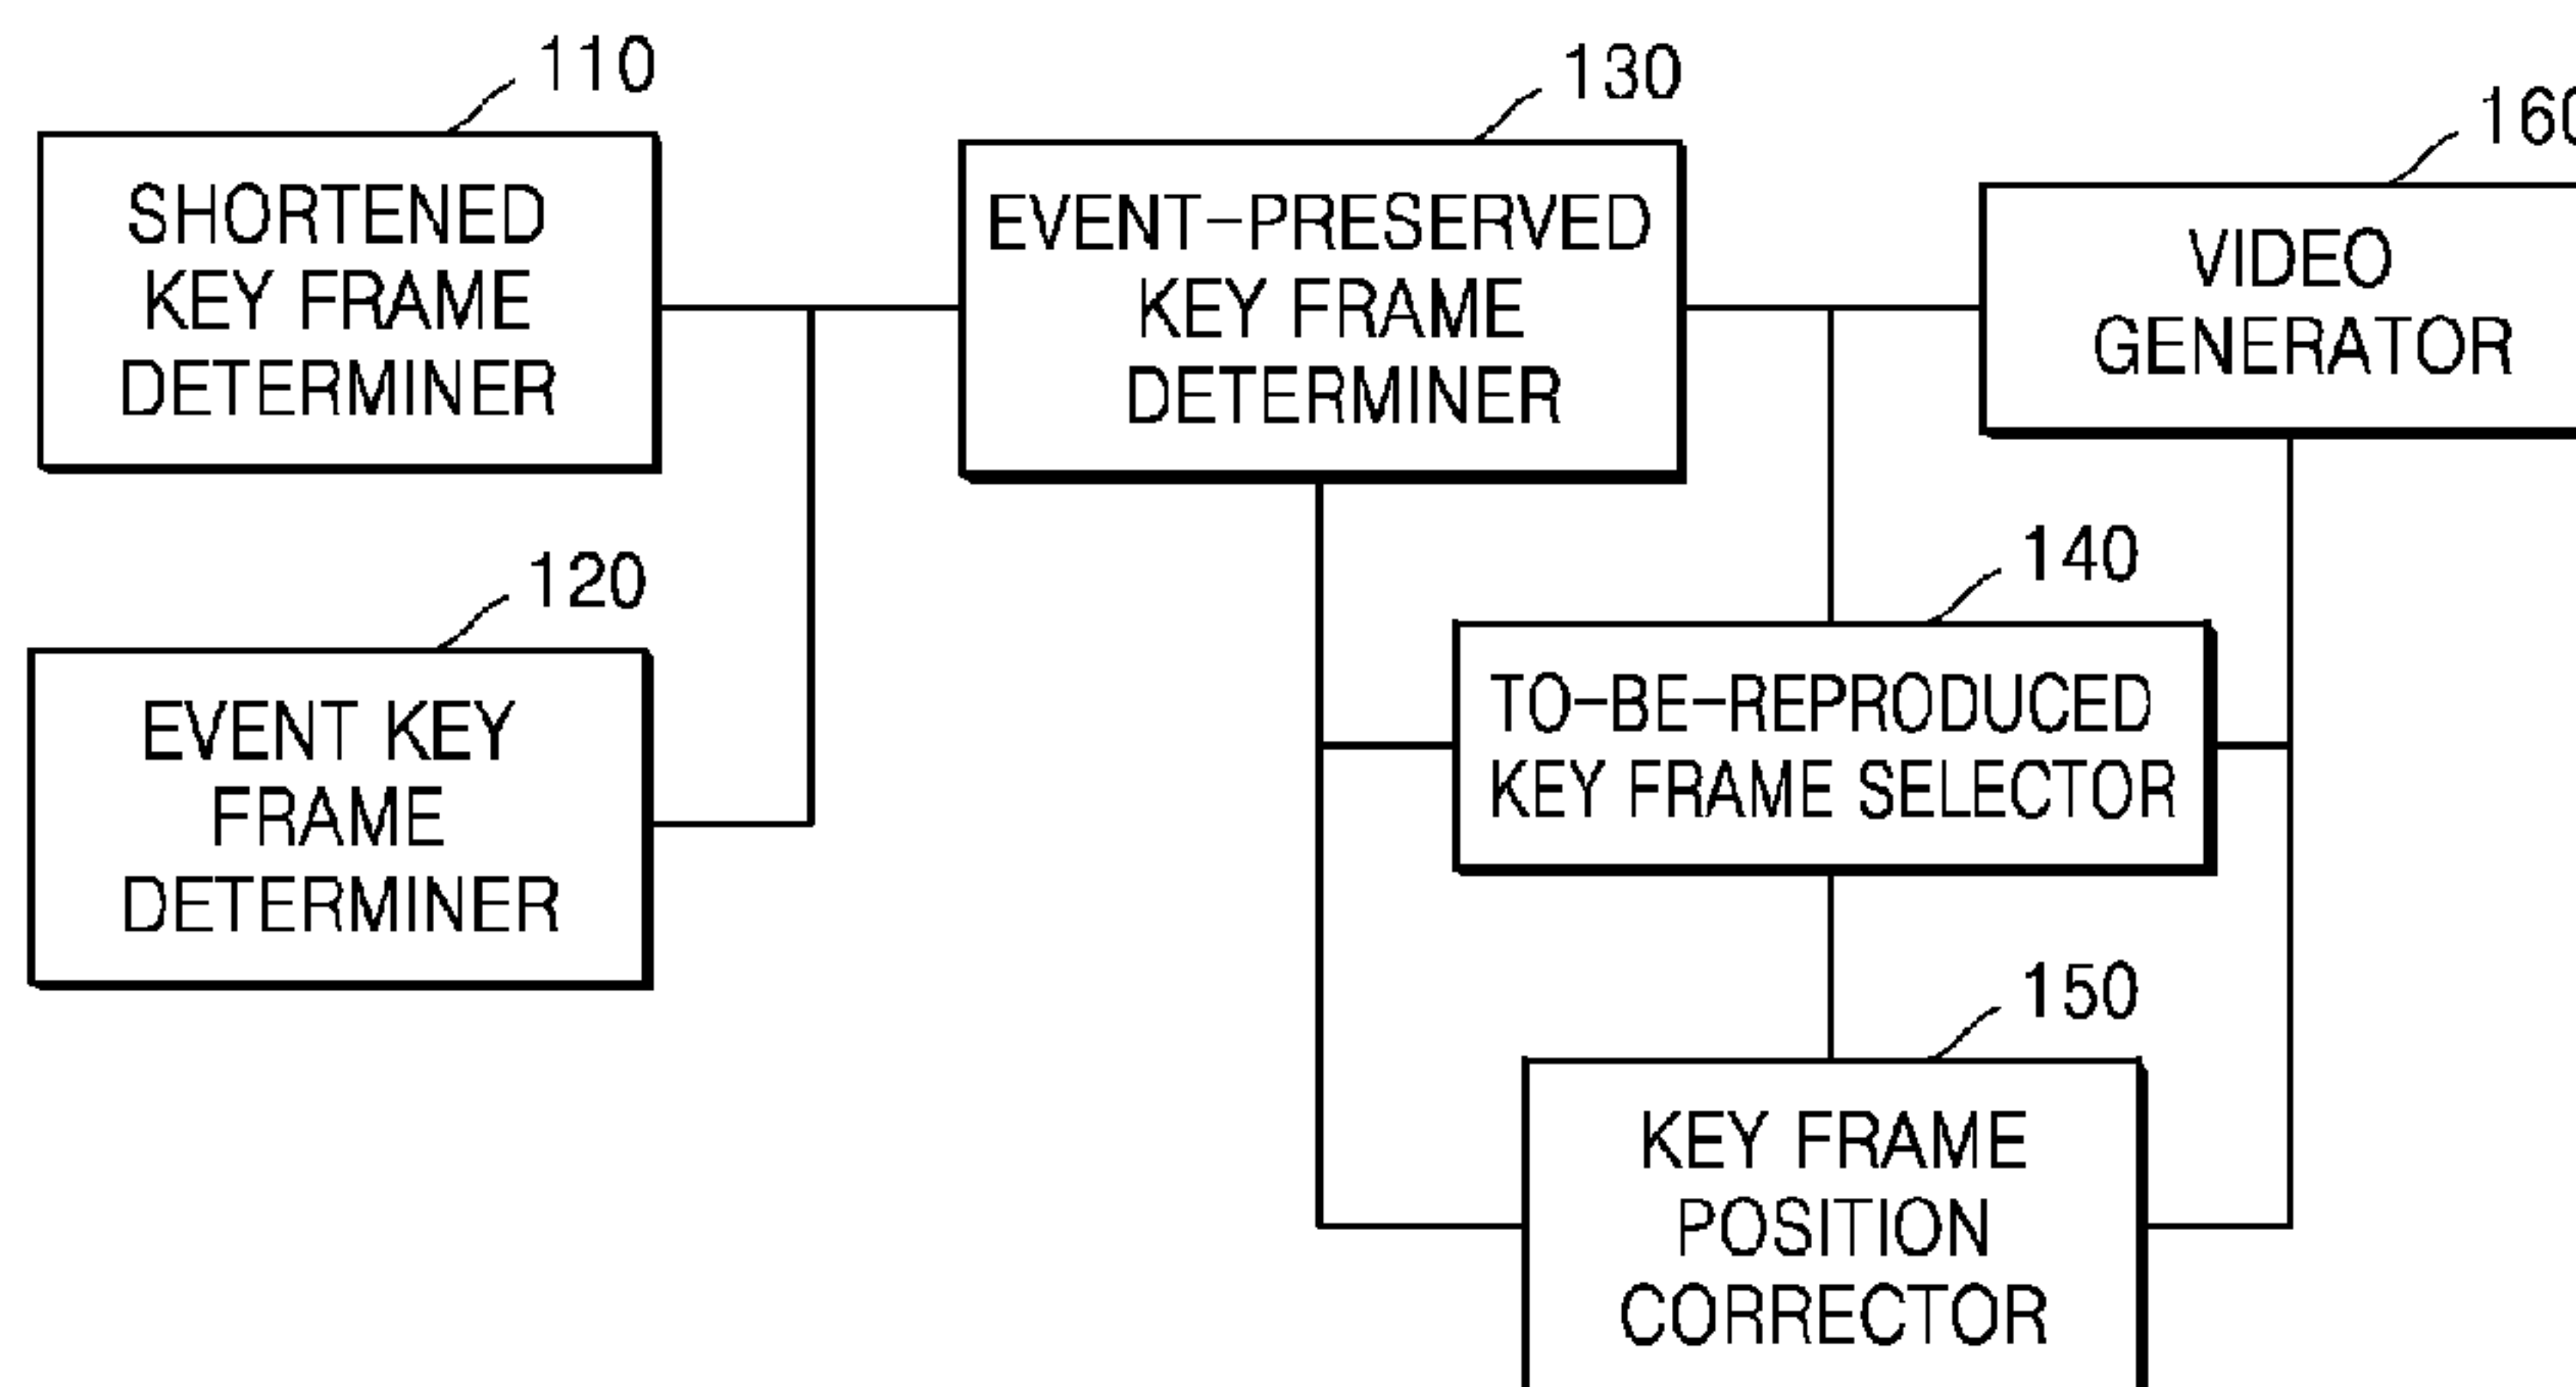 110
SHORTENED
KEY FRAME
DETERMINER
120
EVENT KEY
FRAME
DETERMINER
130
EVENT-PRESERVED
KEY FRAME
DETERMINER
160
VIDEO
GENERATOR
140
TO-BE-REPRODUCED
KEY FRAME SELECTOR
150
KEY FRAME
POSITION
CORRECTOR